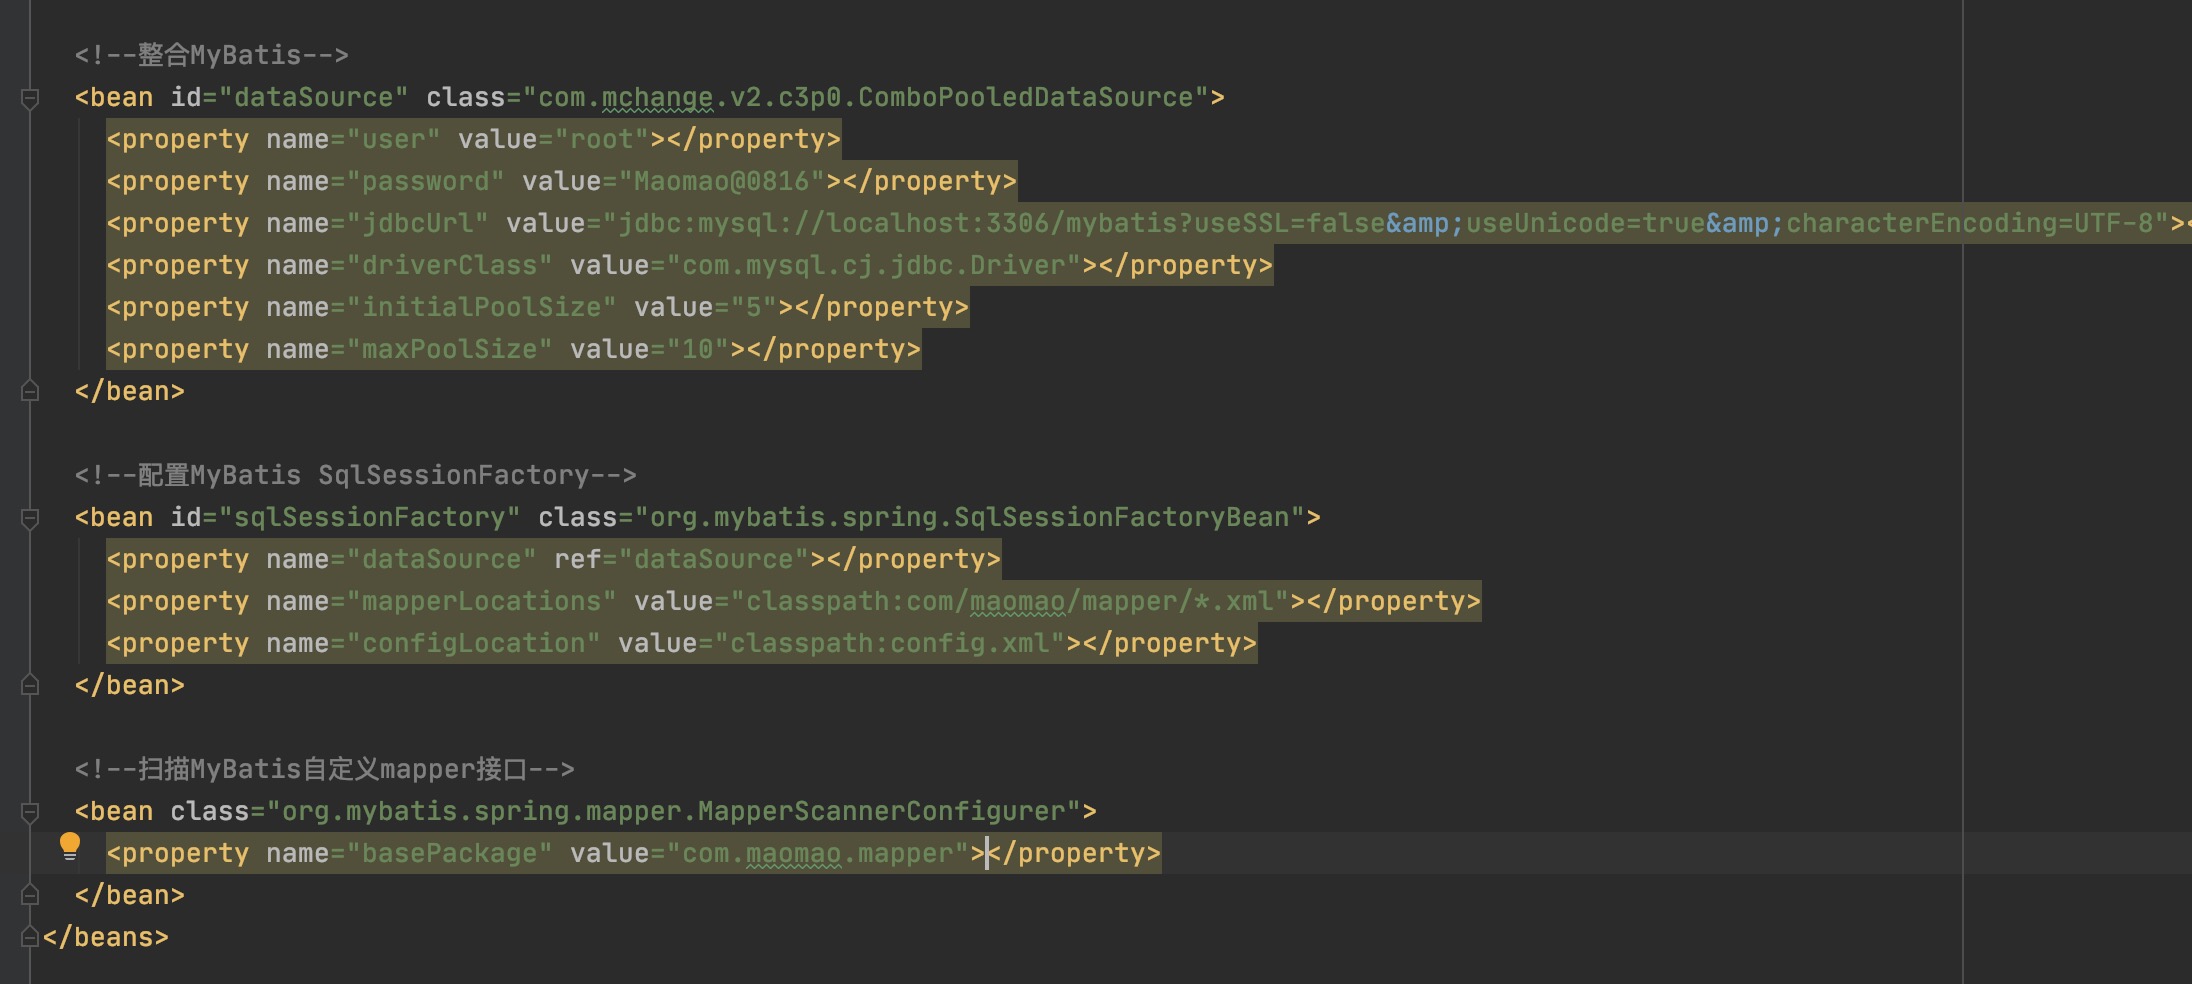 <!--整合MyBatis-->
<bean id="dataSource" class="com.mchange.v2.c3p0.ComboPooledDataSource">
<property name="user" value="root"></property>
<property name="password" value="Maomao@0816"></property>
<property name="jdbcUrl" value="jdbc:mysql://localhost:3306/mybatis?useSSL=false&amp;useUnicode=true&amp;characterEncoding=UTF-8"><
<property name="driverClass" value="com.mysql.cj.jdbc.Driver"></property>
<property name="initialPoolSize" value="5"></property>
<property name="maxPoolSize" value="10"></property>
</bean>
<!--配置MyBatis SqlSessionFactory-->
<bean id="sqlSessionFactory" class="org.mybatis.spring.SqlSessionFactoryBean">
<property name="dataSource" ref="dataSource"></property>
<property name="mapperLocations" value="classpath:com/maomao/mapper/*.xml"></property>
<property name="configLocation" value="classpath:config.xml"></property>
</bean>
<!--扫描MyBatis自定义mapper接口-->
<bean class="org.mybatis.spring.mapper.MapperScannerConfigurer">
<property name="basePackage" value="com.maomao.mapper"></property>
</bean>
</beans>